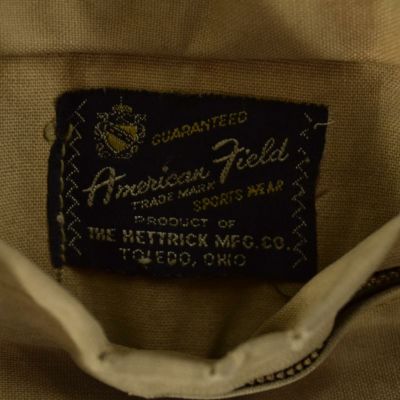 GUARANTEED
American Field
TRADE MARK SPORTS WEAR
PRODUCT OF
THE HETTRICK MFG. CO.
TOLEDO, OHIO